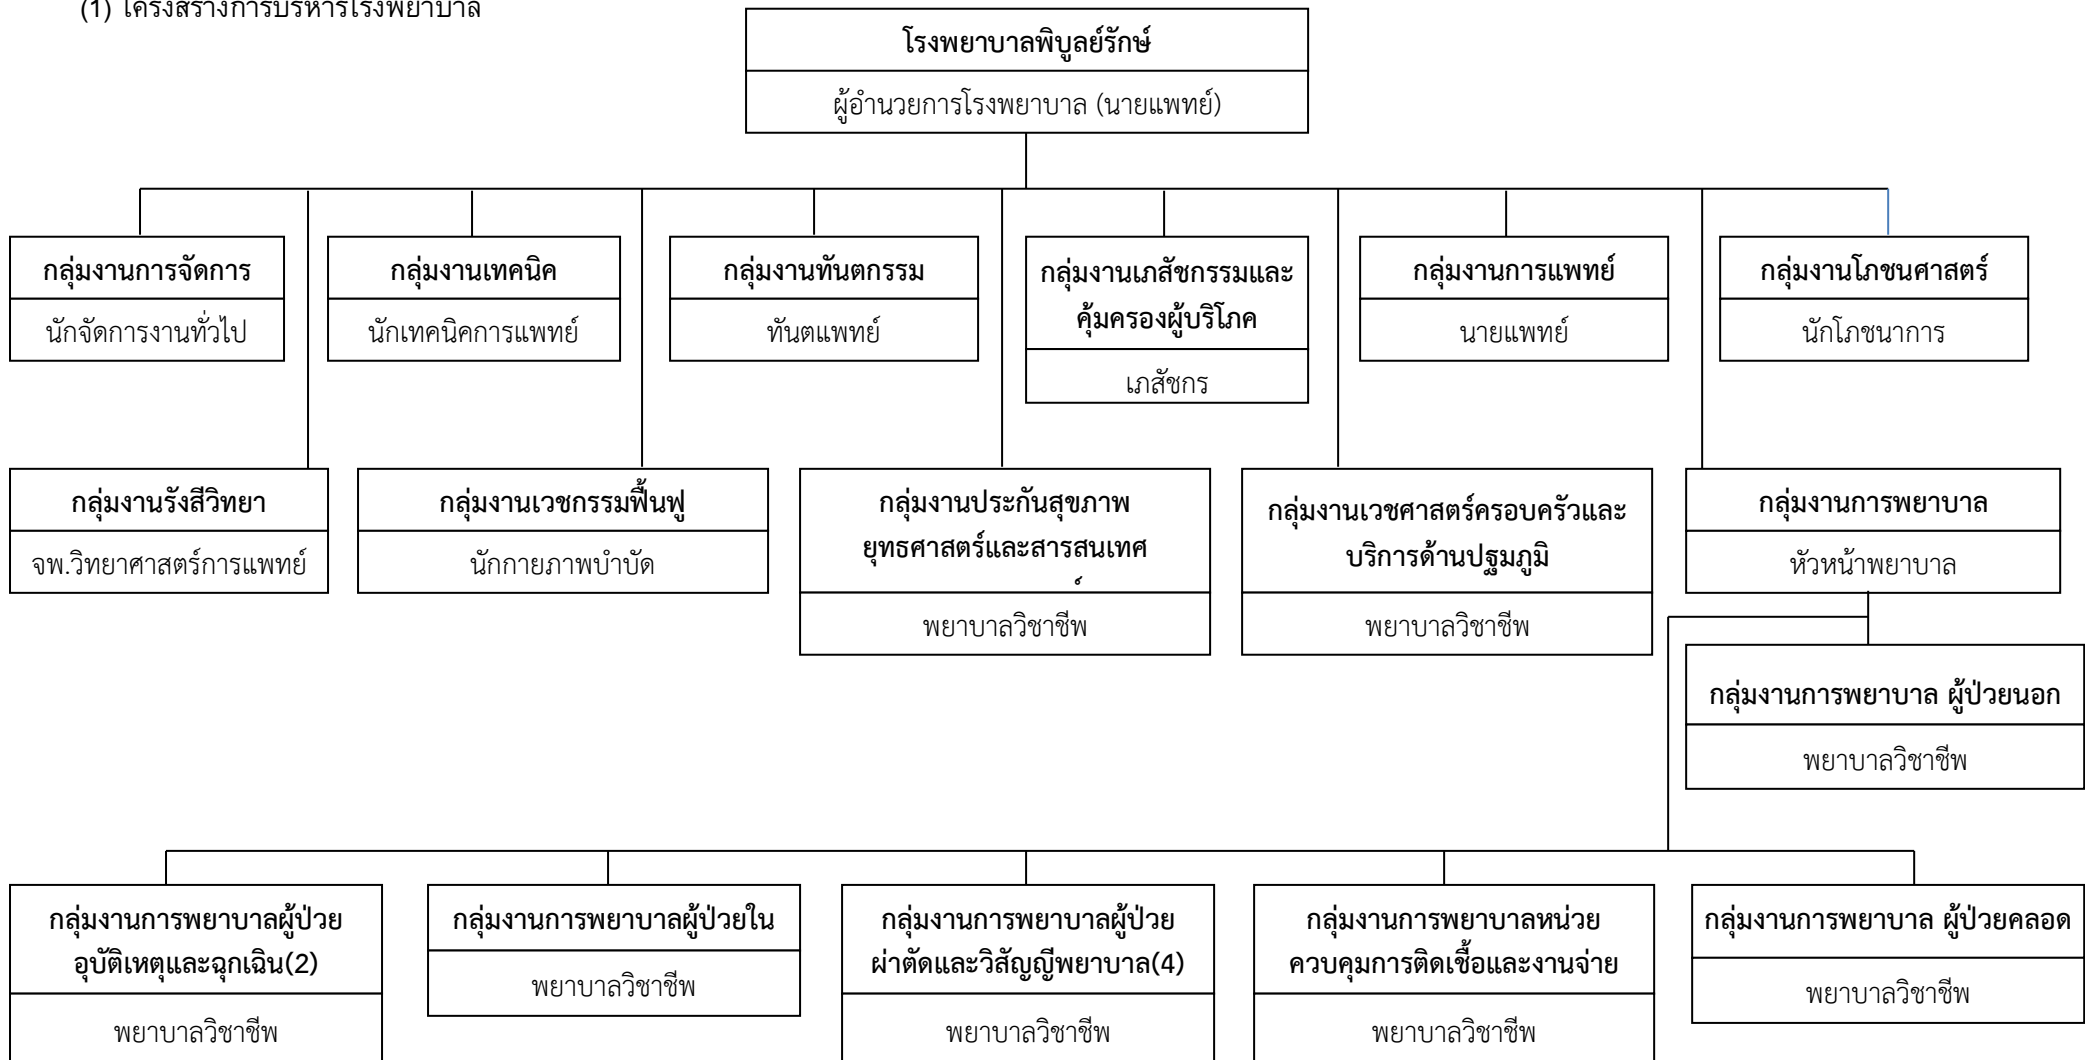 (1) โครงสร้างการบริหารโรงพยาบาล
โรงพยาบาลพิบูลย์รักษ์
ผู้อำนวยการโรงพยาบาล (นายแพทย์)
กลุ่มงานการจัดการ
นักจัดการงานทั่วไป
กลุ่มงานเทคนิค
นักเทคนิคการแพทย์
กลุ่มงานทันตกรรม
ทันตแพทย์
กลุ่มงานเภสัชกรรมและ
คุ้มครองผู้บริโภค
เภสัชกร
กลุ่มงานการแพทย์
นายแพทย์
กลุ่มงานโภชนศาสตร์
นักโภชนาการ
กลุ่มงานรังสีวิทยา
จพ.วิทยาศาสตร์การแพทย์
กลุ่มงานเวชกรรมฟื้นฟู
นักกายภาพบำบัด
กลุ่มงานประกันสุขภาพ
ยุทธศาสตร์และสารสนเทศ
พยาบาลวิชาชีพ
กลุ่มงานเวชศาสตร์ครอบครัวและ
บริการด้านปฐมภูมิ
พยาบาลวิชาชีพ
กลุ่มงานการพยาบาล
หัวหน้าพยาบาล
กลุ่มงานการพยาบาล ผู้ป่วยนอก
พยาบาลวิชาชีพ
กลุ่มงานการพยาบาลผู้ป่วย
อุบัติเหตุและฉุกเฉิน(2)
พยาบาลวิชาชีพ
กลุ่มงานการพยาบาลผู้ป่วยใน
พยาบาลวิชาชีพ
กลุ่มงานการพยาบาลผู้ป่วย
ผ่าตัดและวิสัญญีพยาบาล(4)
พยาบาลวิชาชีพ
กลุ่มงานการพยาบาลหน่วย
ควบคุมการติดเชื้อและงานจ่าย
พยาบาลวิชาชีพ
กลุ่มงานการพยาบาล ผู้ป่วยคลอด
พยาบาลวิชาชีพ